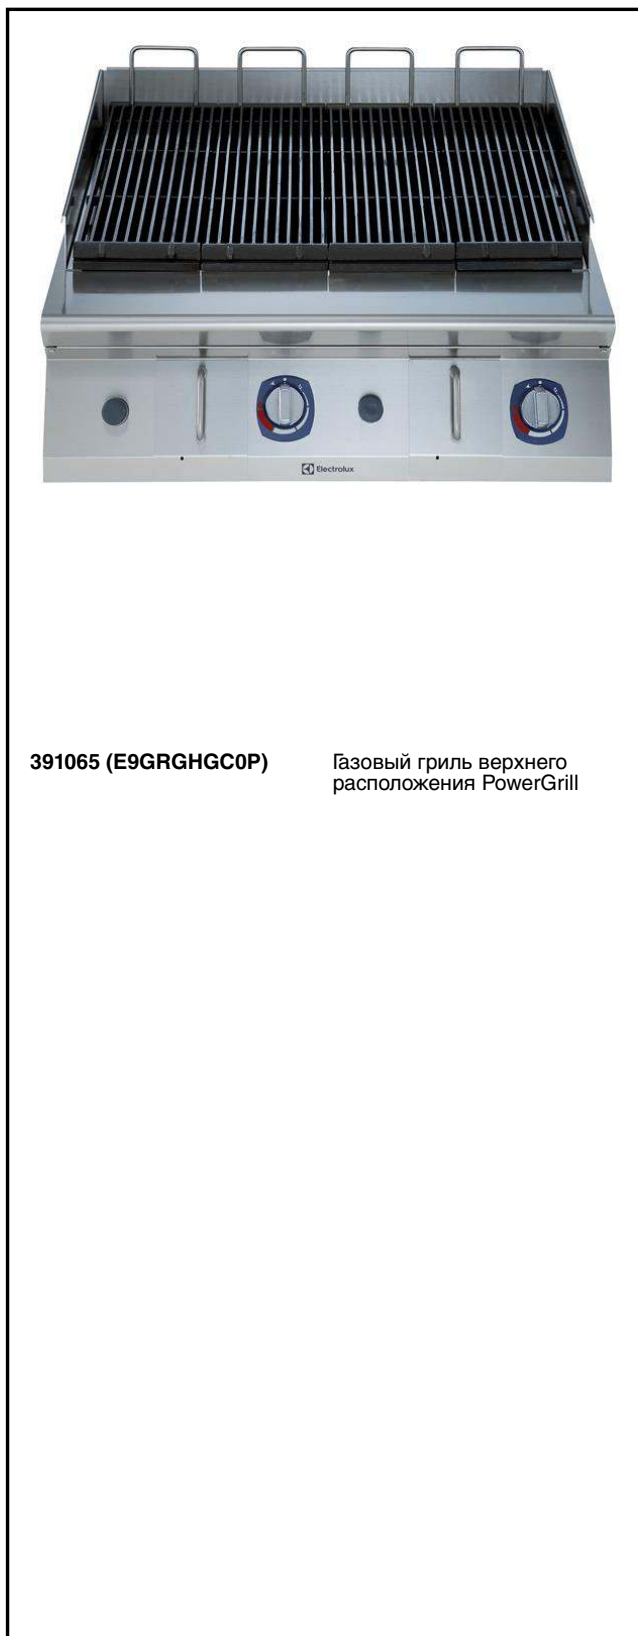 Electrolux
391065 (E9GRGHGC0P)
Газовый гриль верхнего
расположения PowerGrill